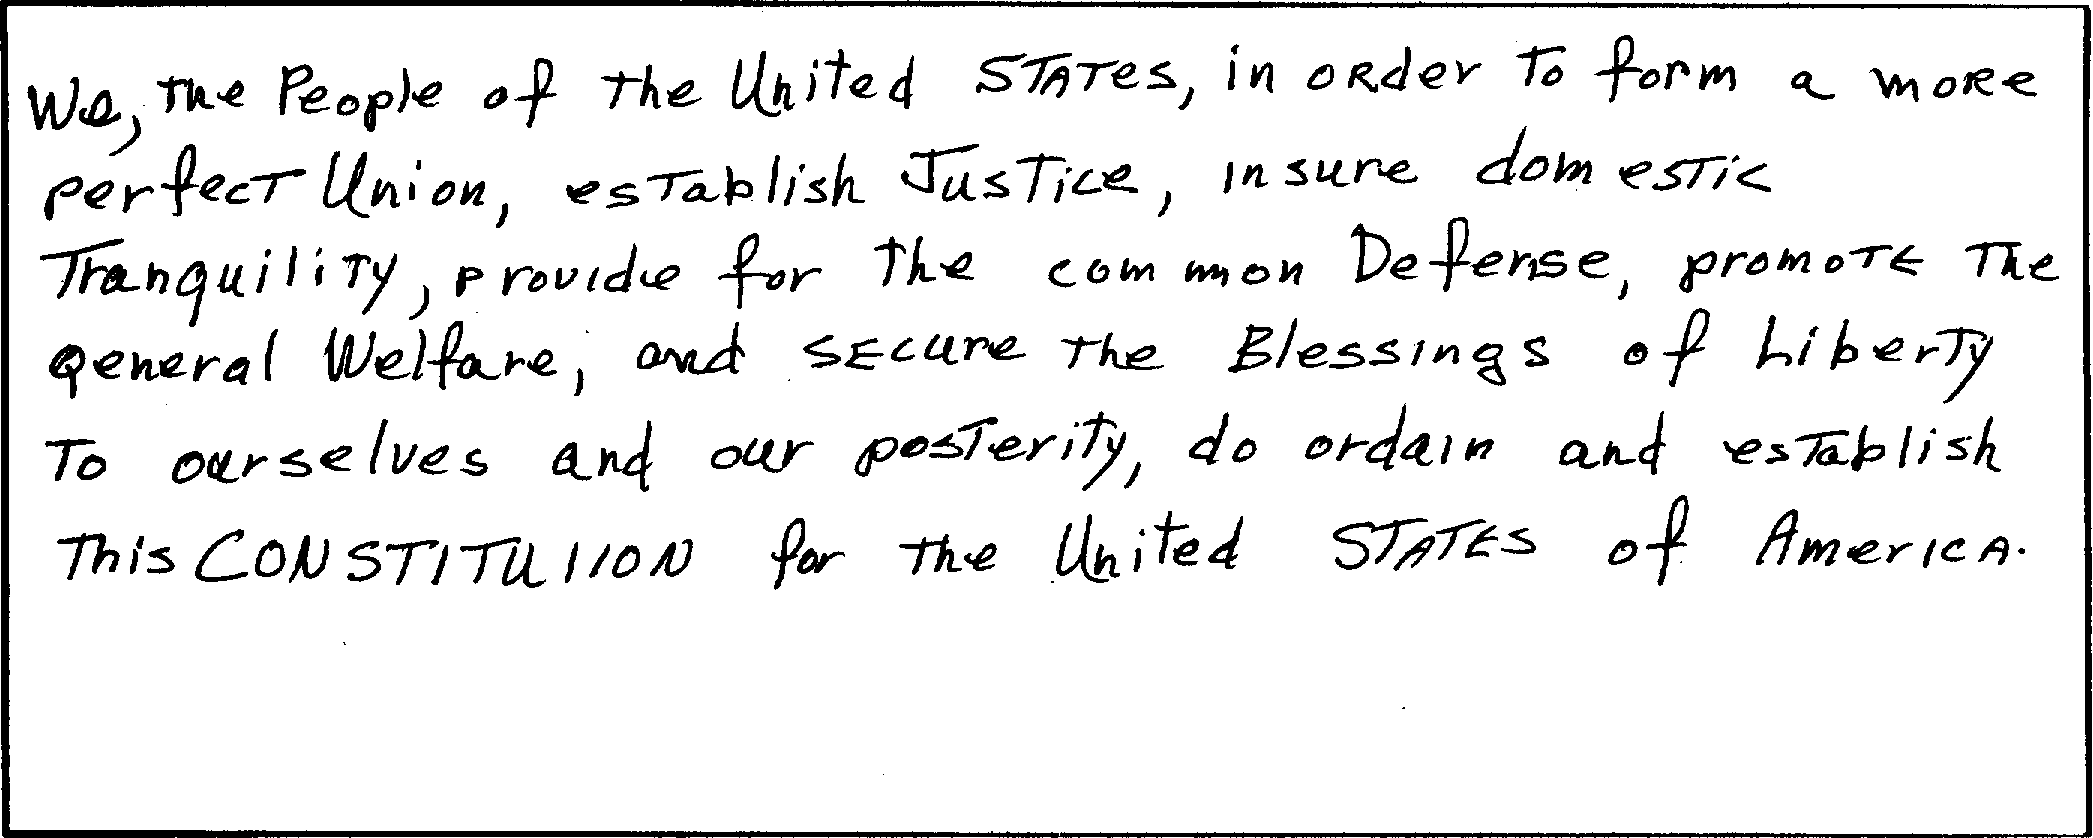 We, the People of the United States, in order to form a more
perfect Union, establish Justice, insure domestic
Tranquility, provide for the common Defense, promote the
general Welfare, and secure the Blessings of Liberty
to ourselves and our posterity, do ordain and establish
this CONSTITUIION for the United States of America.